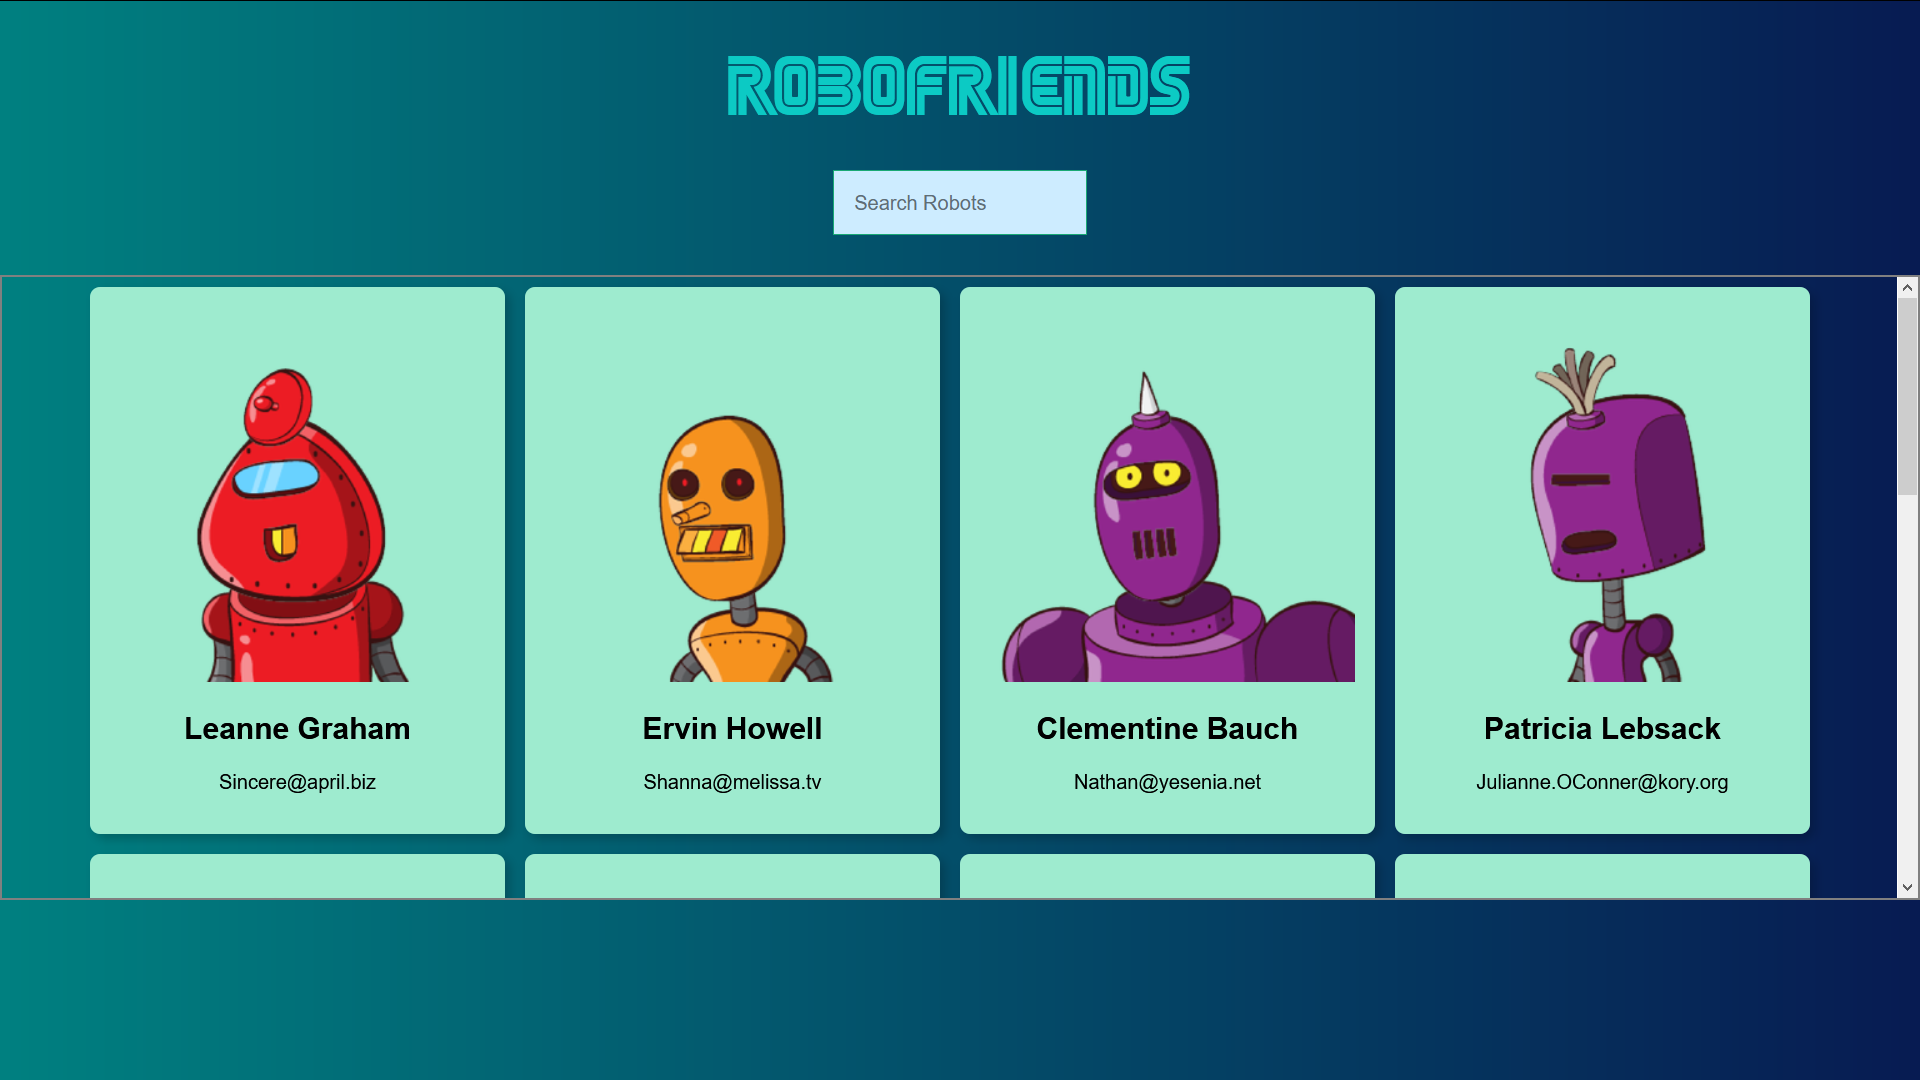 ROBOFRIENDS
Search Robots
Leanne Graham
Sincere@april.biz
Ervin Howell
Shanna@melissa.tv
Clementine Bauch
Nathan@yesenia.net
Patricia Lebsack
Julianne.OConner@kory.org